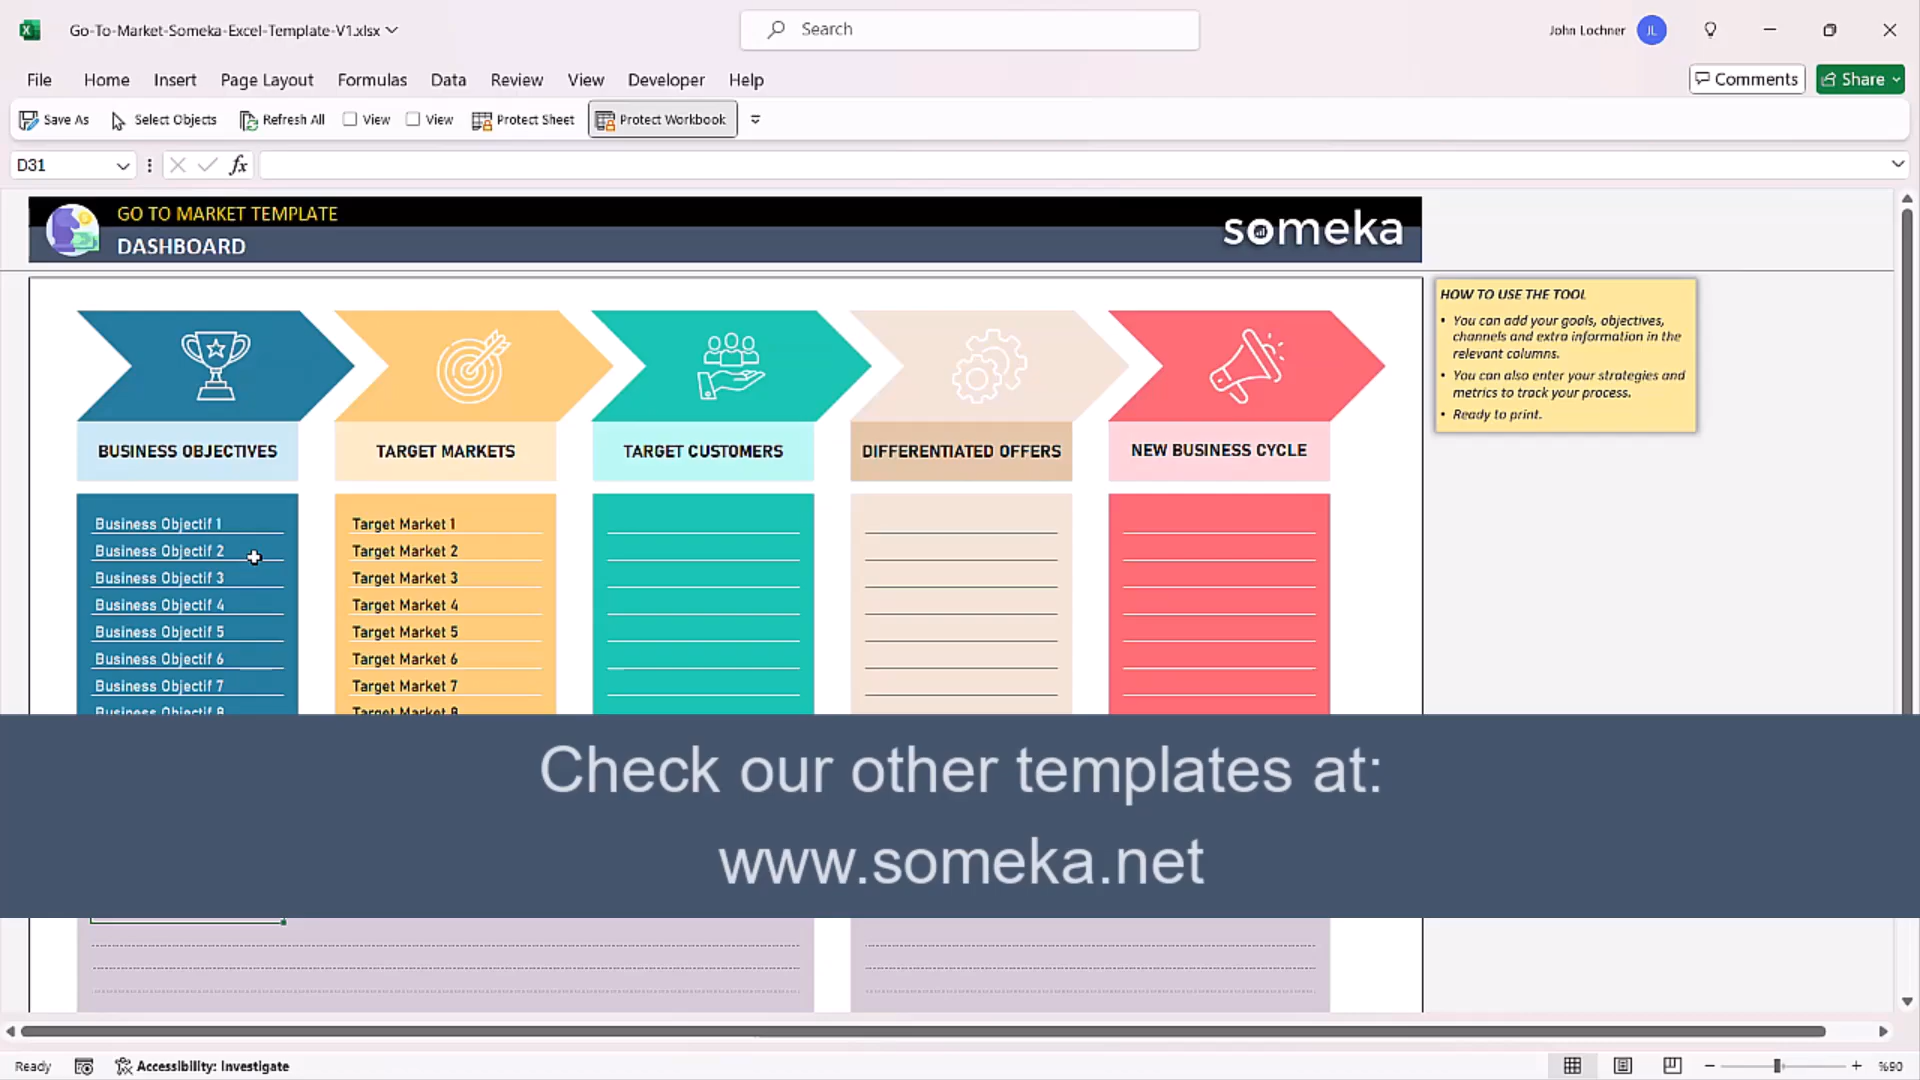 Go-To-Market-Someka-Excel-Template-V1.xlsx
Search
John Lochner
JL
File Home Insert Page Layout Formulas Data Review View Developer Help
Comments
Share
Save As Select Objects Refresh All View View Protect Sheet Protect Workbook
D31
fx
GO TO MARKET TEMPLATE
DASHBOARD
someka
HOW TO USE THE TOOL
• You can add your goals, objectives,
channels and extra information in the
relevant columns.
• You can also enter your strategies and
metrics to track your process.
• Ready to print.
BUSINESS OBJECTIVES
TARGET MARKETS
TARGET CUSTOMERS
DIFFERENTIATED OFFERS
NEW BUSINESS CYCLE
Business Objectif 1
Business Objectif 2
Business Objectif 3
Business Objectif 4
Business Objectif 5
Business Objectif 6
Business Objectif 7
Business Objectif 8
Target Market 1
Target Market 2
Target Market 3
Target Market 4
Target Market 5
Target Market 6
Target Market 7
Target Market 8
Check our other templates at:
www.someka.net
Ready
Accessibility: Investigate
%90